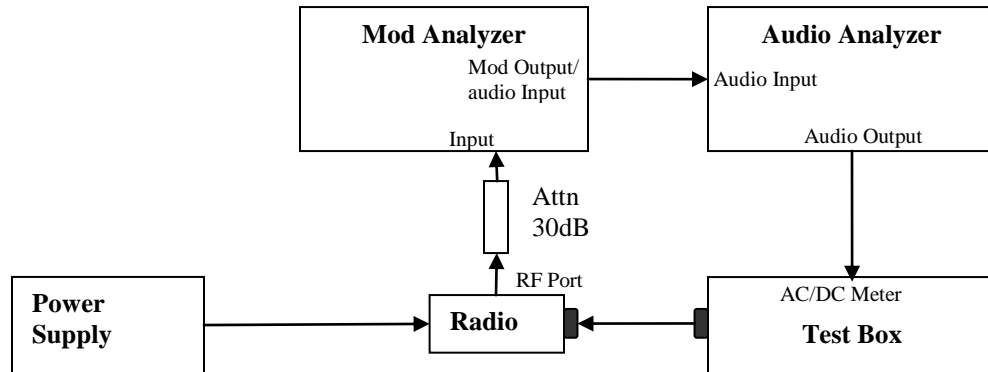 Mod Analyzer
Mod Output/
audio Input
Input
Audio Analyzer
Audio Input
Audio Output
Attn
30dB
RF Port
Power
Supply
Radio
AC/DC Meter
Test Box